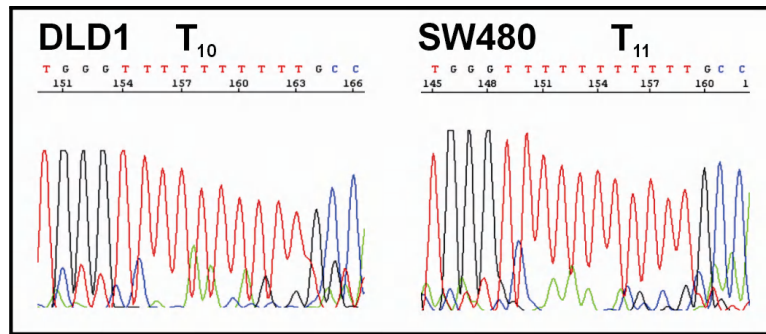 DLD1 T₁₀
T G G G T T T T T T T T T T G C C
151 154 157 160 163 166
SW480 T₁₁
T G G G T T T T T T T T T T T G C C
145 148 151 154 157 160 1